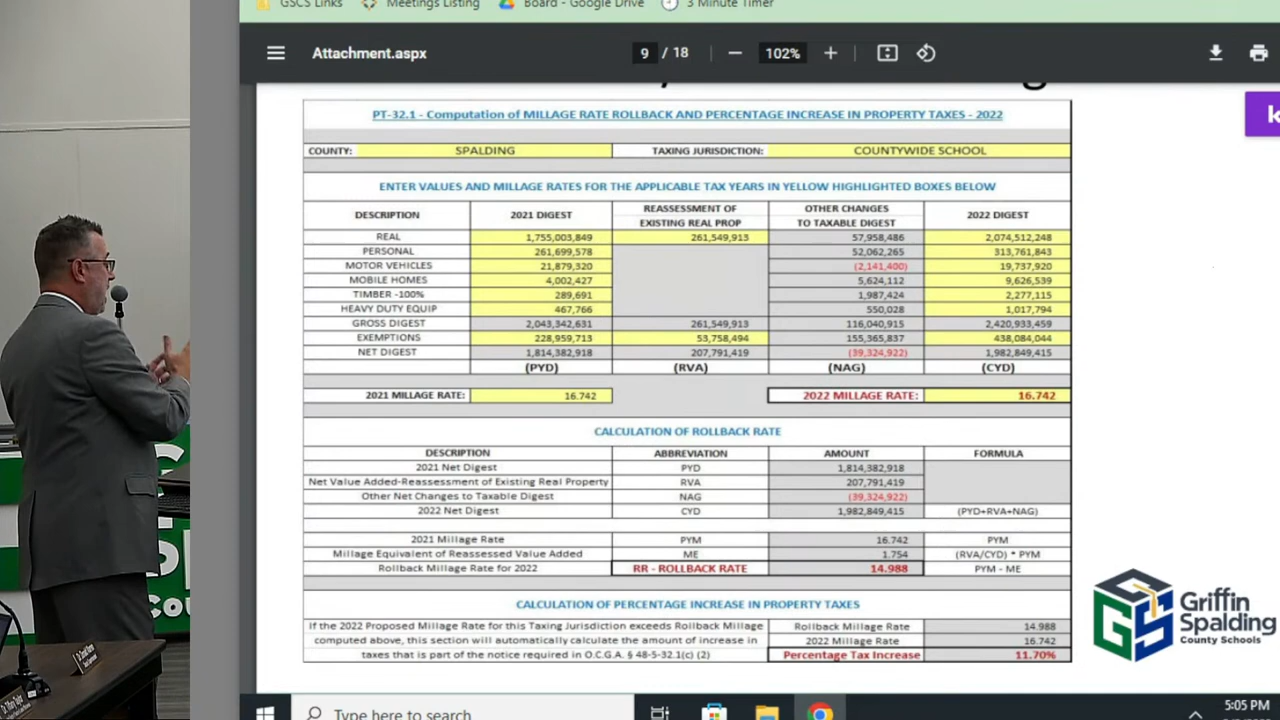 GSCS Links Meetings Listing Board - Google Drive 3 Minute Timer
Attachment.aspx 9 / 18 102%
PT-32.1 - Computation of MILLAGE RATE ROLLBACK AND PERCENTAGE INCREASE IN PROPERTY TAXES - 2022
COUNTY: SPALDING TAXING JURISDICTION: COUNTYWIDE SCHOOL
ENTER VALUES AND MILLAGE RATES FOR THE APPLICABLE TAX YEARS IN YELLOW HIGHLIGHTED BOXES BELOW
DESCRIPTION 2021 DIGEST REASSESSMENT OF EXISTING REAL PROP OTHER CHANGES TO TAXABLE DIGEST 2022 DIGEST
REAL 1,755,003,849 261,549,913 57,958,486 2,074,512,248
PERSONAL 261,699,578 52,062,265 313,761,843
MOTOR VEHICLES 21,879,320 (2,141,400) 19,737,920
MOBILE HOMES 4,002,427 5,624,112 9,626,539
TIMBER -100% 289,691 1,987,424 2,277,115
HEAVY DUTY EQUIP 467,766 550,028 1,017,794
GROSS DIGEST 2,043,342,631 261,549,913 116,040,915 2,420,933,459
EXEMPTIONS 228,959,713 53,758,494 155,365,837 438,084,044
NET DIGEST 1,814,382,918 207,791,419 (39,324,922) 1,982,849,415
(PYD) (RVA) (NAG) (CYD)
2021 MILLAGE RATE: 16.742 2022 MILLAGE RATE: 16.742
CALCULATION OF ROLLBACK RATE
DESCRIPTION ABBREVIATION AMOUNT FORMULA
2021 Net Digest PYD 1,814,382,918
Net Value Added-Reassessment of Existing Real Property RVA 207,791,419
Other Net Changes to Taxable Digest NAG (39,324,922)
2022 Net Digest CYD 1,982,849,415 (PYD+RVA+NAG)
2021 Millage Rate PYM 16.742 PYM
Millage Equivalent of Reassessed Value Added ME 1.754 (RVA/CYD) * PYM
Rollback Millage Rate for 2022 RR - ROLLBACK RATE 14.988 PYM - ME
CALCULATION OF PERCENTAGE INCREASE IN PROPERTY TAXES
If the 2022 Proposed Millage Rate for this Taxing Jurisdiction exceeds Rollback Millage Rollback Millage Rate 14.988
computed above, this section will automatically calculate the amount of increase in 2022 Millage Rate 16.742
taxes that is part of the notice required in O.C.G.A. § 48-5-32.1(c) (2) Percentage Tax Increase 11.70%
GSCS
Griffin
Spalding
County Schools
Type here to search
5:05 PM